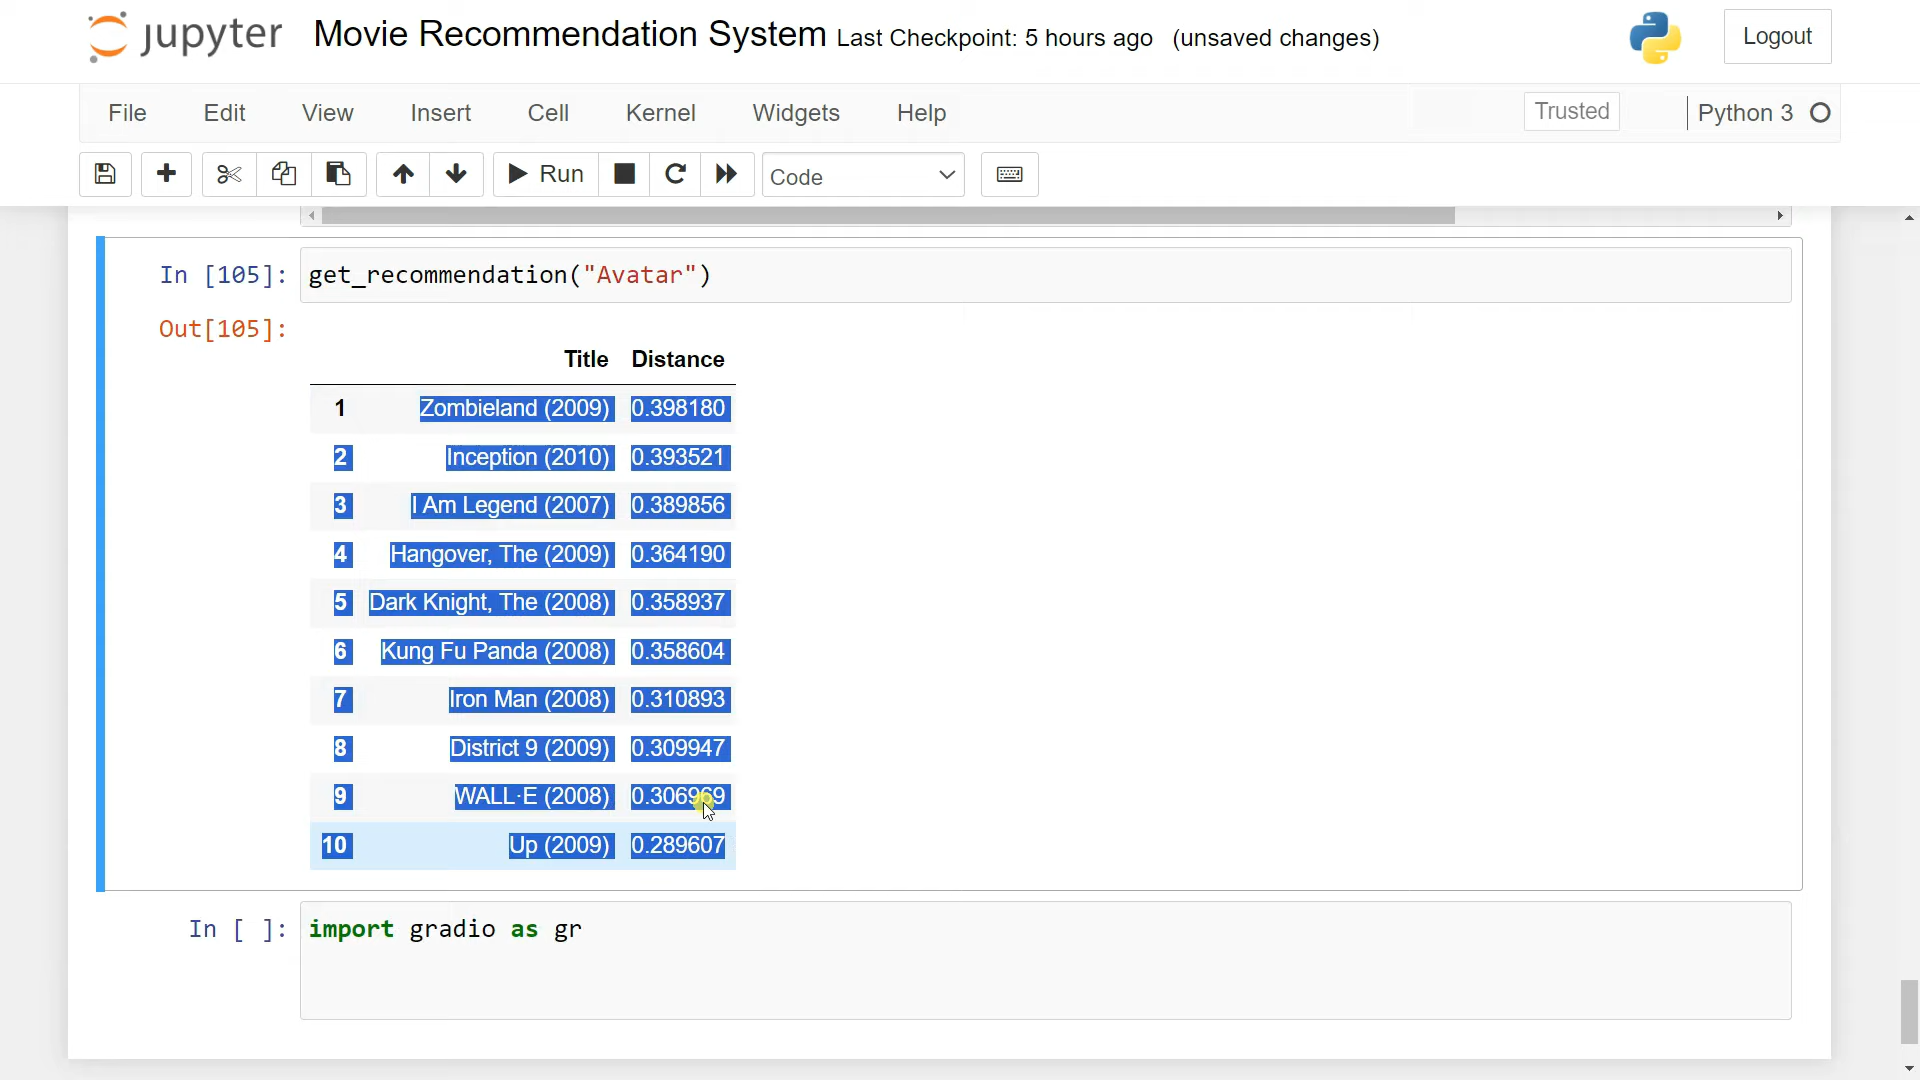 jupyter Movie Recommendation System Last Checkpoint: 5 hours ago (unsaved changes) Logout
File Edit View Insert Cell Kernel Widgets Help Trusted Python 3
Run Code
In [105]: get_recommendation("Avatar")
Out[105]:
Title Distance
1 Zombieland (2009) 0.398180
2 Inception (2010) 0.393521
3 I Am Legend (2007) 0.389856
4 Hangover, The (2009) 0.364190
5 Dark Knight, The (2008) 0.358937
6 Kung Fu Panda (2008) 0.358604
7 Iron Man (2008) 0.310893
8 District 9 (2009) 0.309947
9 WALL·E (2008) 0.306969
10 Up (2009) 0.289607
In [ ]: import gradio as gr